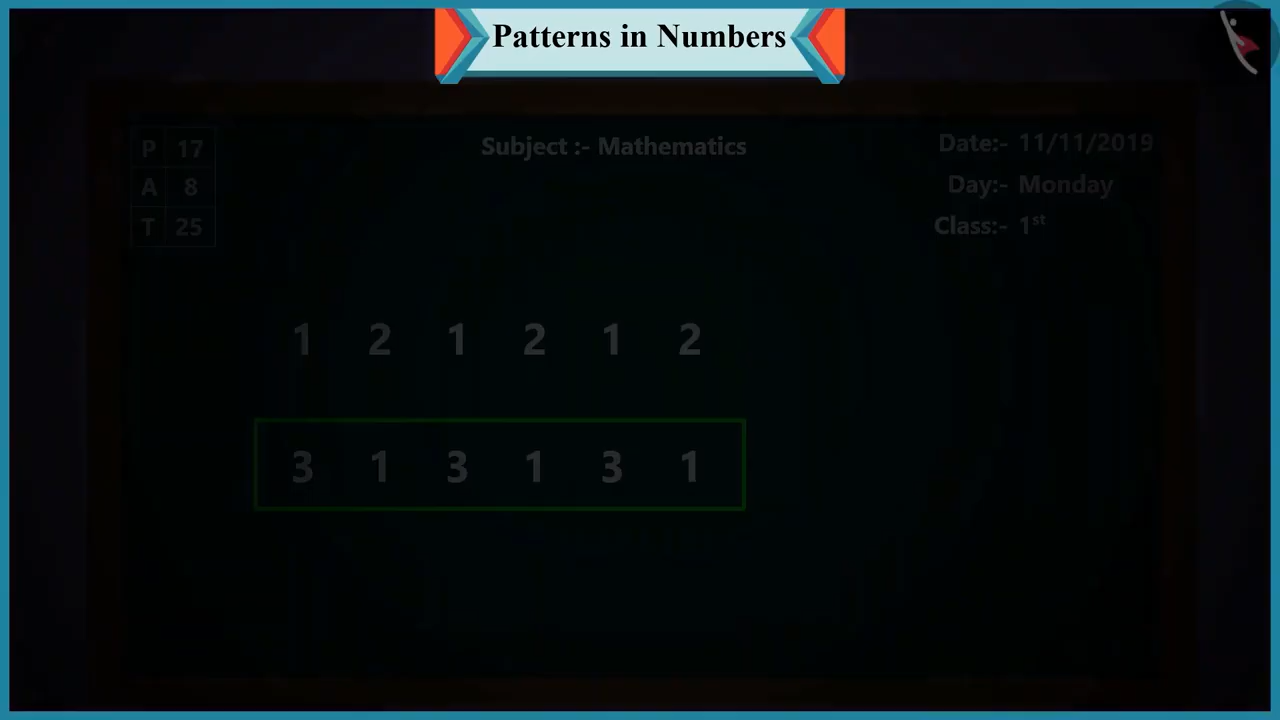 Patterns in Numbers
P 17
A 8
T 25
Subject :- Mathematics
Date:- 11/11/2019
Day:- Monday
Class:- 1st
1 2 1 2 1 2
3 1 3 1 3 1